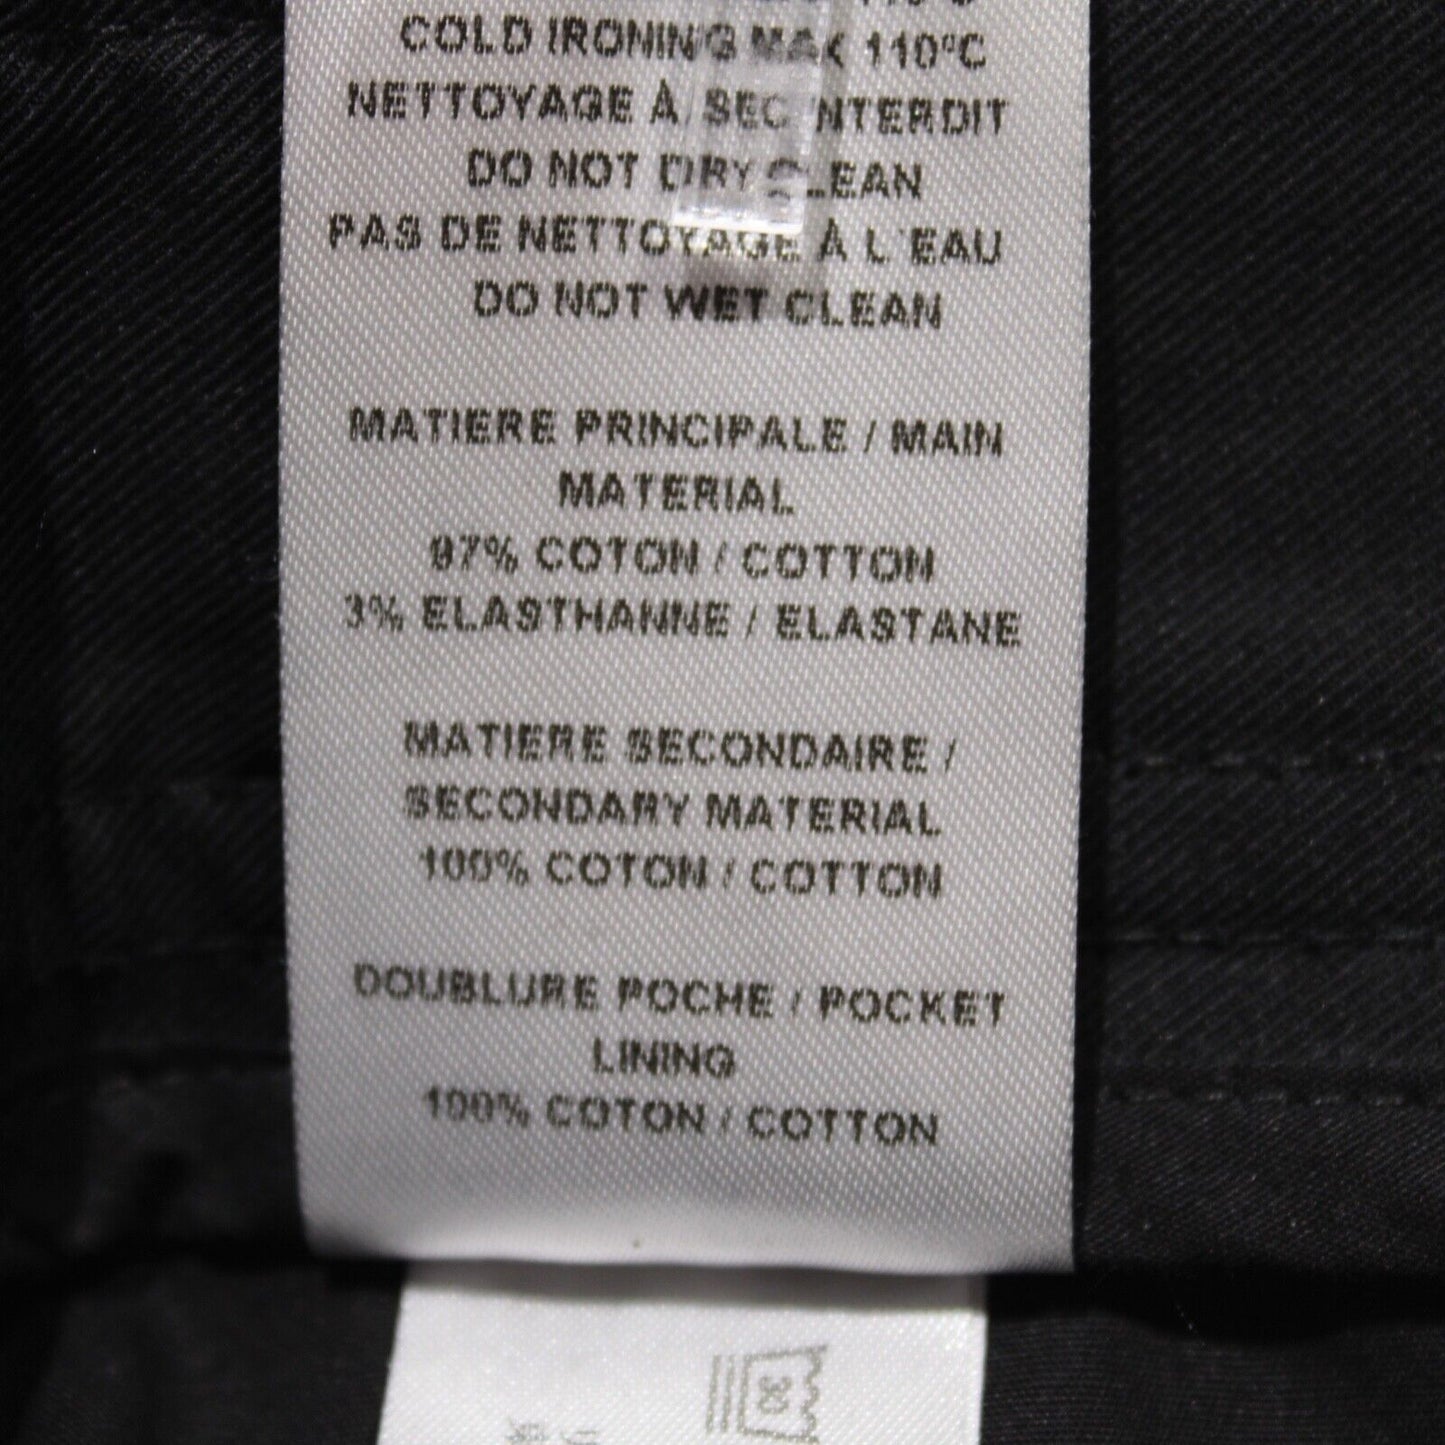 COLD IRONING MAX 110°C
NETTOYAGE À SEC INTERDIT
DO NOT DRY CLEAN
PAS DE NETTOYAGE À L'EAU
DO NOT WET CLEAN
MATIERE PRINCIPALE / MAIN
MATERIAL
97% COTON / COTTON
3% ELASTHANNE / ELASTANE
MATIERE SECONDAIRE /
SECONDARY MATERIAL
100% COTON / COTTON
DOUBLURE POCHE / POCKET
LINING
100% COTON / COTTON